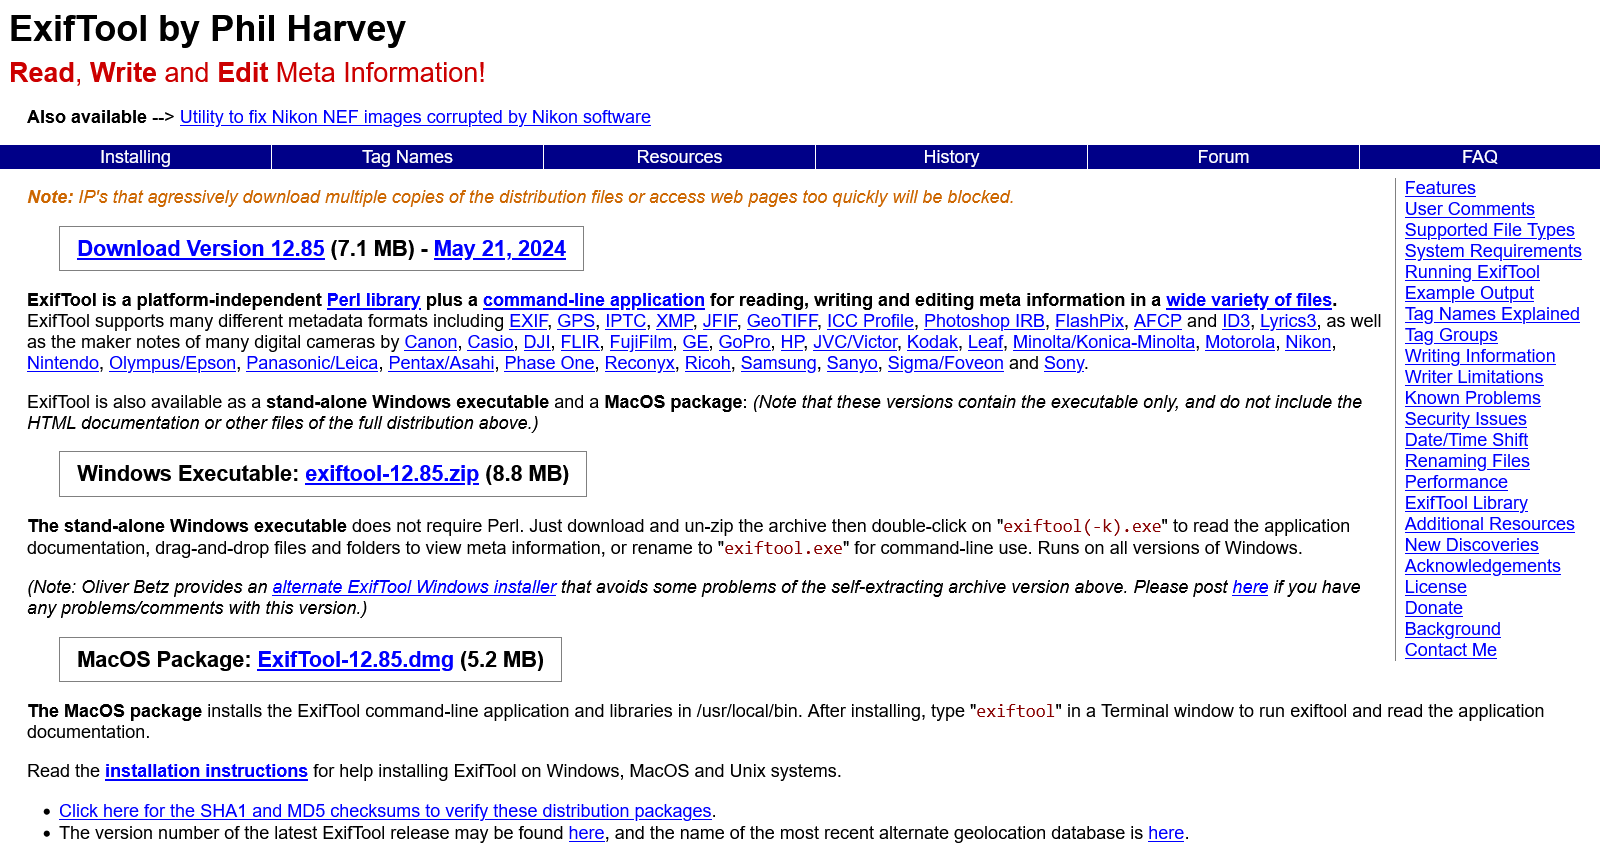 ExifTool by Phil Harvey
Read, Write and Edit Meta Information!
Also available --> Utility to fix Nikon NEF images corrupted by Nikon software
Installing
Tag Names
Resources
History
Forum
FAQ
Note: IP's that agressively download multiple copies of the distribution files or access web pages too quickly will be blocked.
Download Version 12.85 (7.1 MB) - May 21, 2024
ExifTool is a platform-independent Perl library plus a command-line application for reading, writing and editing meta information in a wide variety of files.
ExifTool supports many different metadata formats including EXIF, GPS, IPTC, XMP, JFIF, GeoTIFF, ICC Profile, Photoshop IRB, FlashPix, AFCP and ID3, Lyrics3, as well
as the maker notes of many digital cameras by Canon, Casio, DJI, FLIR, FujiFilm, GE, GoPro, HP, JVC/Victor, Kodak, Leaf, Minolta/Konica-Minolta, Motorola, Nikon,
Nintendo, Olympus/Epson, Panasonic/Leica, Pentax/Asahi, Phase One, Reconyx, Ricoh, Samsung, Sanyo, Sigma/Foveon and Sony.
ExifTool is also available as a stand-alone Windows executable and a MacOS package: (Note that these versions contain the executable only, and do not include the
HTML documentation or other files of the full distribution above.)
Windows Executable: exiftool-12.85.zip (8.8 MB)
The stand-alone Windows executable does not require Perl. Just download and un-zip the archive then double-click on "exiftool(-k).exe" to read the application
documentation, drag-and-drop files and folders to view meta information, or rename to "exiftool.exe" for command-line use. Runs on all versions of Windows.
(Note: Oliver Betz provides an alternate ExifTool Windows installer that avoids some problems of the self-extracting archive version above. Please post here if you have
any problems/comments with this version.)
MacOS Package: ExifTool-12.85.dmg (5.2 MB)
The MacOS package installs the ExifTool command-line application and libraries in /usr/local/bin. After installing, type "exiftool" in a Terminal window to run exiftool and read the application
documentation.
Read the installation instructions for help installing ExifTool on Windows, MacOS and Unix systems.
• Click here for the SHA1 and MD5 checksums to verify these distribution packages.
• The version number of the latest ExifTool release may be found here, and the name of the most recent alternate geolocation database is here.
Features
User Comments
Supported File Types
System Requirements
Running ExifTool
Example Output
Tag Names Explained
Tag Groups
Writing Information
Writer Limitations
Known Problems
Security Issues
Date/Time Shift
Renaming Files
Performance
ExifTool Library
Additional Resources
New Discoveries
Acknowledgements
License
Donate
Background
Contact Me